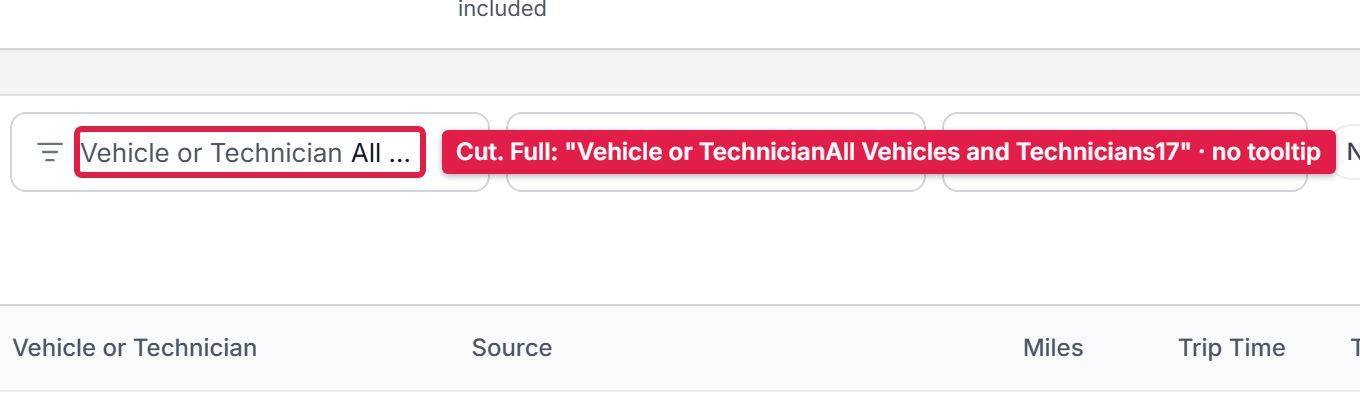 included
Vehicle or Technician All ...
Cut. Full: "Vehicle or TechnicianAll Vehicles and Technicians17" · no tooltip
Vehicle or Technician Source Miles Trip Time